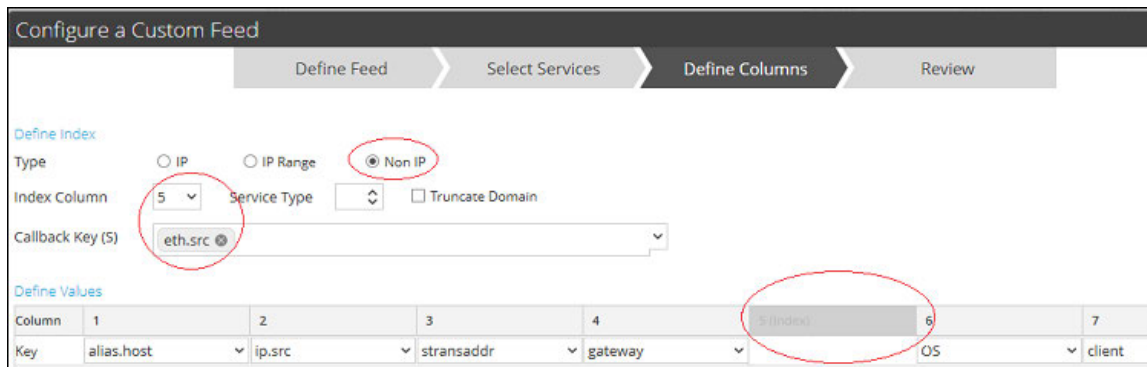 Configure a Custom Feed
Define Feed Select Services Define Columns Review
Define Index
Type IP IP Range Non IP
Index Column 5 Service Type Truncate Domain
Callback Key (S) eth.src
Define Values
Column 1 2 3 4 5 (Index) 6 7
Key alias.host ip.src stransaddr gateway OS client